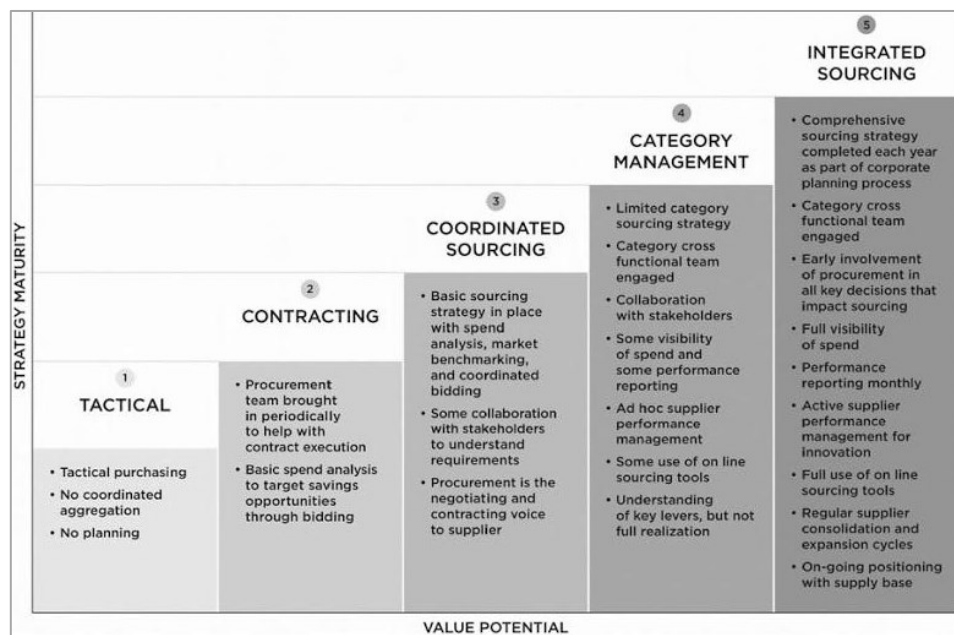 STRATEGY MATURITY
1
TACTICAL
• Tactical purchasing
• No coordinated
aggregation
• No planning
2
CONTRACTING
• Procurement
team brought
in periodically
to help with
contract execution
• Basic spend analysis
to target savings
opportunities
through bidding
3
COORDINATED
SOURCING
• Basic sourcing
strategy in place
with spend
analysis, market
benchmarking,
and coordinated
bidding
• Some collaboration
with stakeholders
to understand
requirements
• Procurement is the
negotiating and
contracting voice
to supplier
4
CATEGORY
MANAGEMENT
• Limited category
sourcing strategy
• Category cross
functional team
engaged
• Collaboration
with stakeholders
• Some visibility
of spend and
some performance
reporting
• Ad hoc supplier
performance
management
• Some use of on line
sourcing tools
• Understanding
of key levers, but not
full realization
5
INTEGRATED
SOURCING
• Comprehensive
sourcing strategy
completed each year
as part of corporate
planning process
• Category cross
functional team
engaged
• Early involvement
of procurement in
all key decisions that
impact sourcing
• Full visibility
of spend
• Performance
reporting monthly
• Active supplier
performance
management for
innovation
• Full use of on line
sourcing tools
• Regular supplier
consolidation and
expansion cycles
• On-going positioning
with supply base
VALUE POTENTIAL